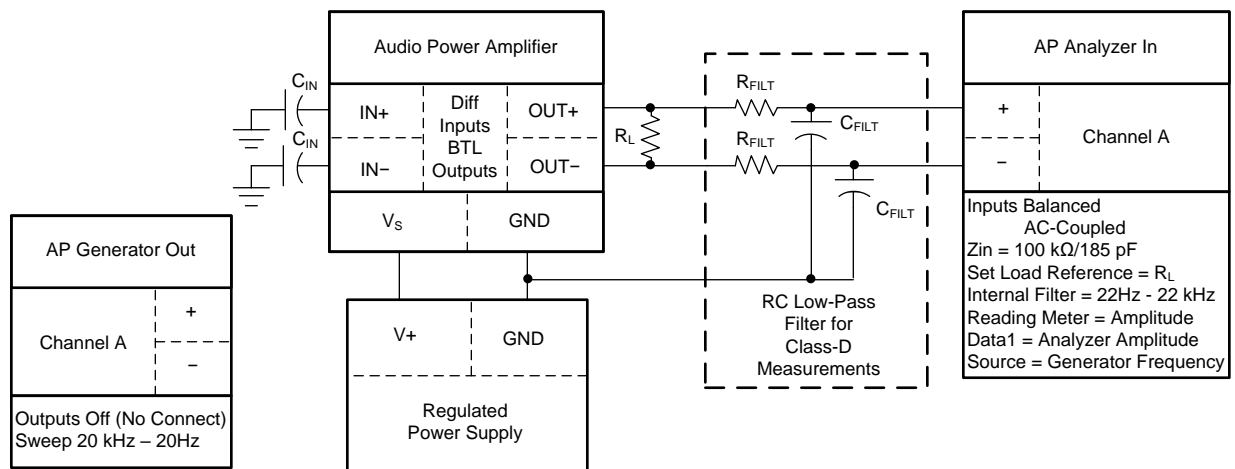 Audio Power Amplifier
C_IN
IN+
Diff
Inputs
BTL
Outputs
OUT+
C_IN
IN−
OUT−
V_S
GND
R_L
R_FILT
C_FILT
R_FILT
C_FILT
RC Low-Pass
Filter for
Class-D
Measurements
AP Analyzer In
+
−
Channel A
Inputs Balanced
AC-Coupled
Zin = 100 kΩ/185 pF
Set Load Reference = R_L
Internal Filter = 22Hz - 22 kHz
Reading Meter = Amplitude
Data1 = Analyzer Amplitude
Source = Generator Frequency
AP Generator Out
Channel A
+
−
Outputs Off (No Connect)
Sweep 20 kHz – 20Hz
V+
GND
Regulated
Power Supply